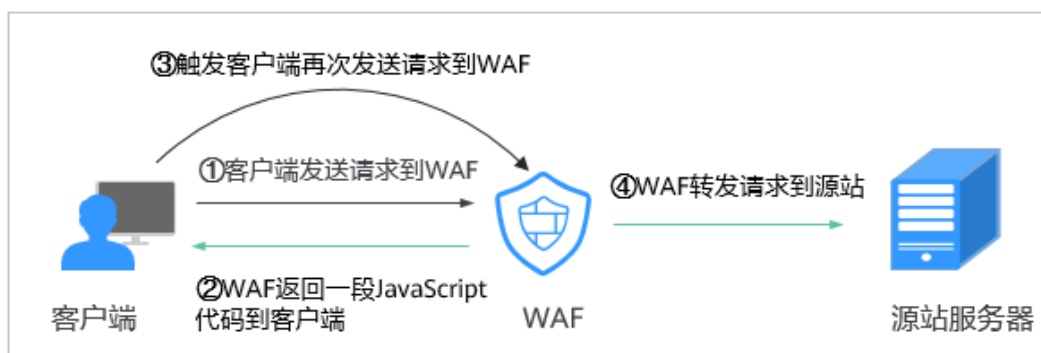 ③触发客户端再次发送请求到WAF
①客户端发送请求到WAF
④WAF转发请求到源站
②WAF返回一段JavaScript
代码到客户端
客户端
WAF
源站服务器